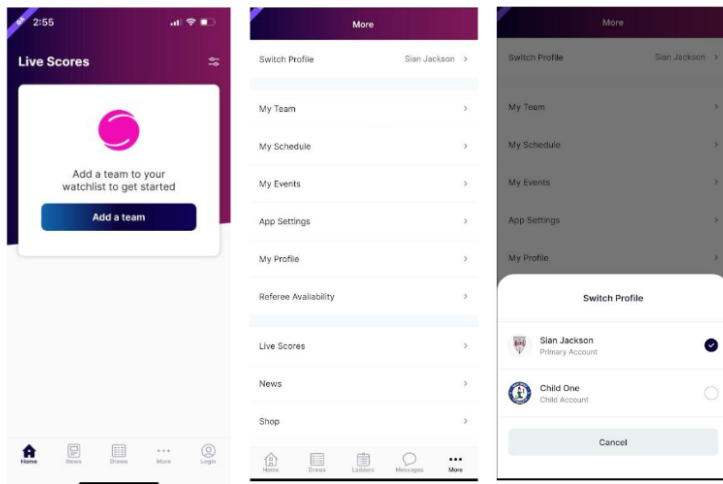 2:55
Live Scores
Add a team to your
watchlist to get started
Add a team
Home
News
Draws
More
Login
More
Switch Profile
Sian Jackson
My Team
My Schedule
My Events
App Settings
My Profile
Referee Availability
Live Scores
News
Shop
Home
Draws
Ladders
Messages
More
More
Switch Profile
Sian Jackson
My Team
My Schedule
My Events
App Settings
My Profile
Switch Profile
Sian Jackson
Primary Account
Child One
Child Account
Cancel